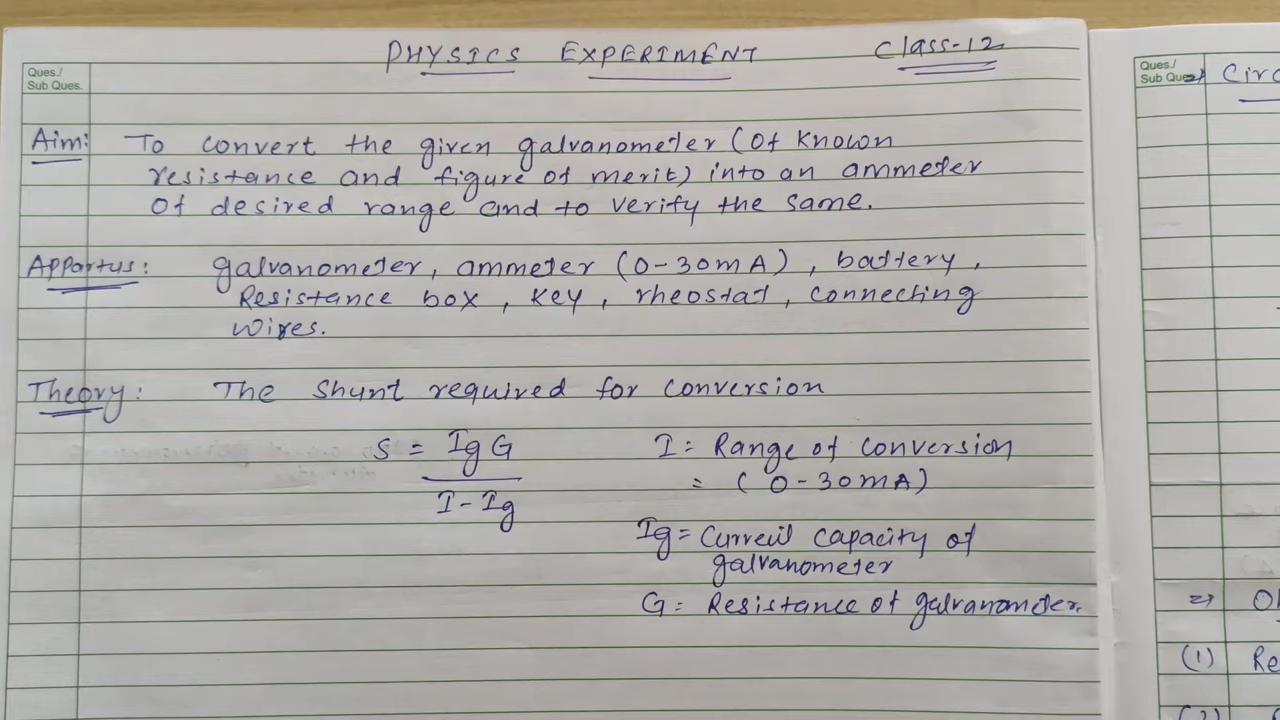 PHYSICS EXPERIMENT Class-12
Ques./
Sub Ques.
Aim: To convert the given galvanometer (of known
resistance and figure of merit) into an ammeter
of desired range and to verify the same.
Appartus: galvanometer, ammeter (0-30mA), battery,
Resistance box, key, rheostat, connecting
wires.
Theory: The Shunt required for conversion
S = IgG / I-Ig
I = Range of conversion
= (0-30mA)
Ig = Current capacity of
galvanometer
G = Resistance of galvanometer.
Ques./
Sub Ques.
Circ
=> Ob
(1) Re
(2)